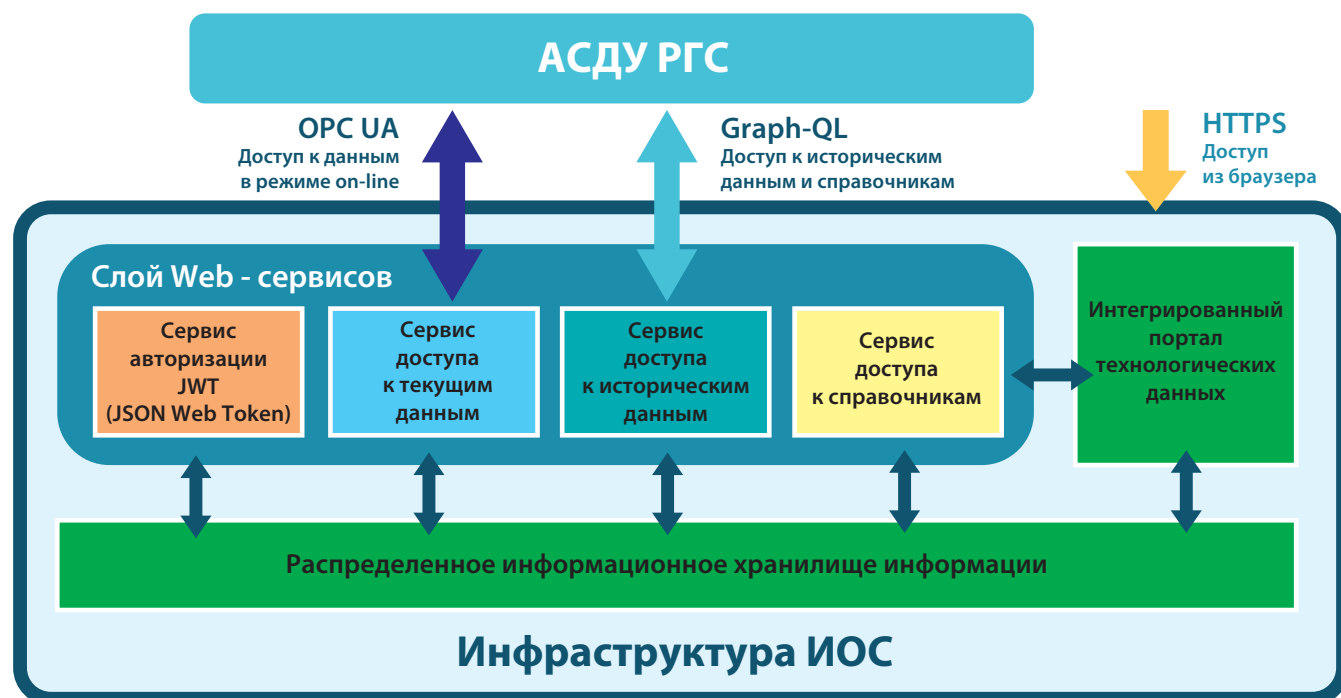 АСДУ РГС
OPC UA
Доступ к данным
в режиме on-line
Graph-QL
Доступ к историческим
данным и справочникам
HTTPS
Доступ
из браузера
Слой Web - сервисов
Сервис
авторизации
JWT
(JSON Web Token)
Сервис
доступа
к текущим
данным
Сервис
доступа
к историческим
данным
Сервис
доступа
к справочникам
Интегрированный
портал
технологических
данных
Распределенное информационное хранилище информации
Инфраструктура ИОС